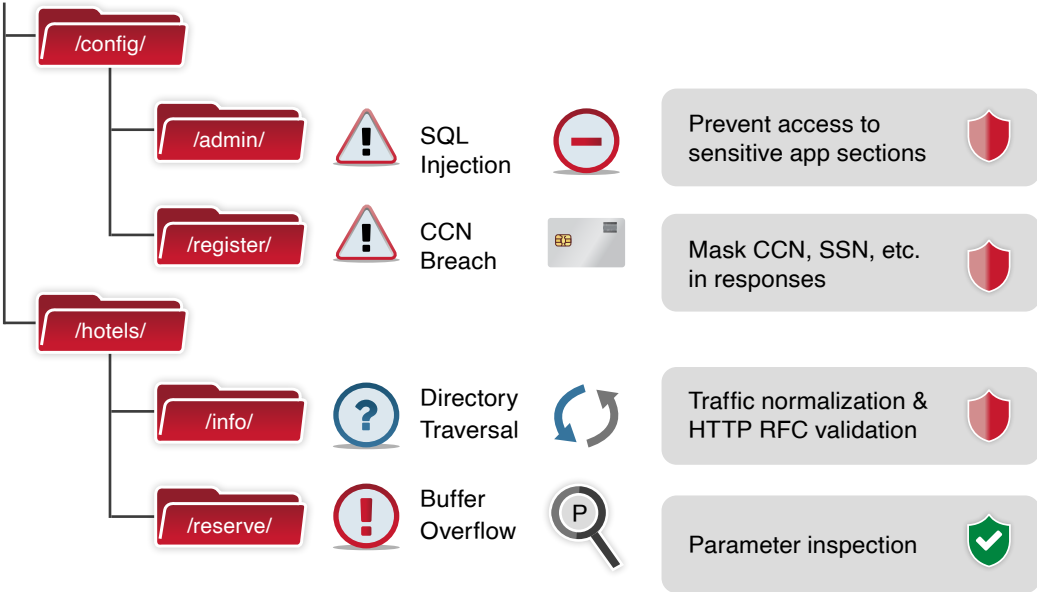 /config/
/admin/
!
SQL
Injection
Prevent access to
sensitive app sections
/register/
!
CCN
Breach
Mask CCN, SSN, etc.
in responses
/hotels/
/info/
?
Directory
Traversal
Traffic normalization &
HTTP RFC validation
/reserve/
!
Buffer
Overflow
P
Parameter inspection